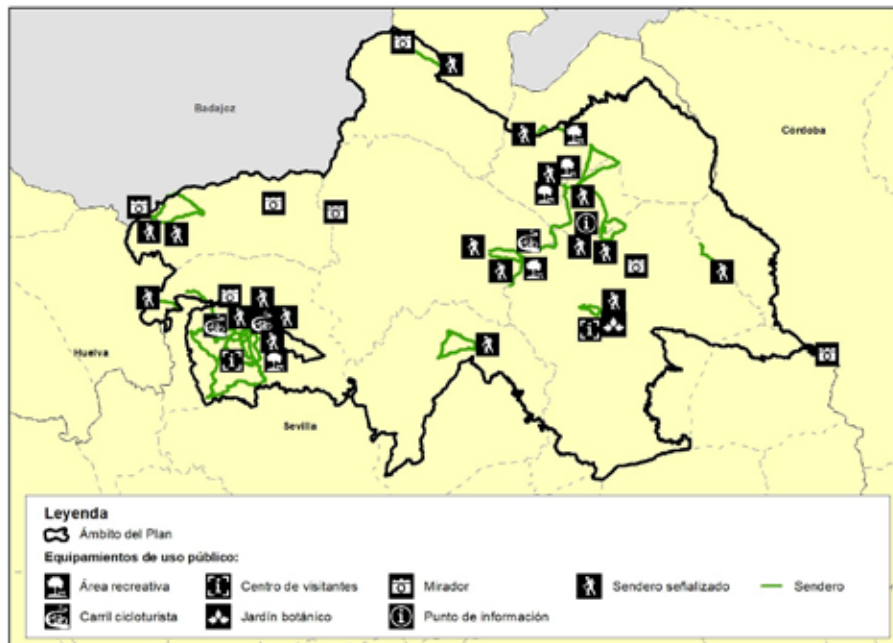 Badajoz
Córdoba
Huelva
Sevilla
Leyenda
Ámbito del Plan
Equipamientos de uso público:
Área recreativa
Centro de visitantes
Mirador
Sendero señalizado
Sendero
Carril cicloturista
Jardín botánico
Punto de información